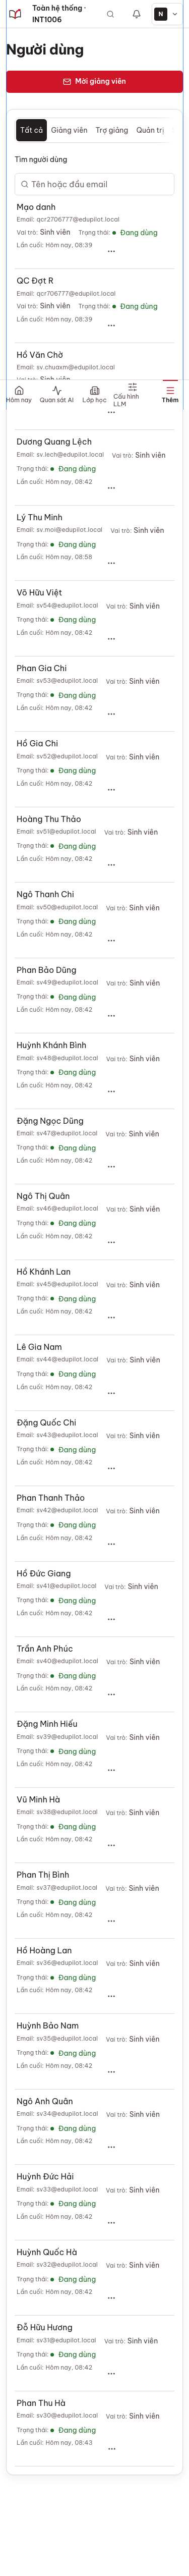 Toàn hệ thống ·
INT1006
N
Người dùng
Mời giảng viên
Tất cả Giảng viên Trợ giảng Quản trị
Tìm người dùng
Tên hoặc đầu email
Mạo danh
Email: qcr2706777@edupilot.local
Vai trò: Sinh viên Trạng thái: Đang dùng
Lần cuối: Hôm nay, 08:39
QC Đợt R
Email: qcr706777@edupilot.local
Vai trò: Sinh viên Trạng thái: Đang dùng
Lần cuối: Hôm nay, 08:39
Hồ Văn Chờ
Email: sv.chuaxm@edupilot.local
Hôm nay Quan sát AI Lớp học Cấu hình LLM Thêm
Dương Quang Lệch
Email: sv.lech@edupilot.local Vai trò: Sinh viên
Trạng thái: Đang dùng
Lần cuối: Hôm nay, 08:42
Lý Thu Minh
Email: sv.moi@edupilot.local Vai trò: Sinh viên
Trạng thái: Đang dùng
Lần cuối: Hôm nay, 08:58
Võ Hữu Việt
Email: sv54@edupilot.local Vai trò: Sinh viên
Trạng thái: Đang dùng
Lần cuối: Hôm nay, 08:42
Phan Gia Chi
Email: sv53@edupilot.local Vai trò: Sinh viên
Trạng thái: Đang dùng
Lần cuối: Hôm nay, 08:42
Hồ Gia Chi
Email: sv52@edupilot.local Vai trò: Sinh viên
Trạng thái: Đang dùng
Lần cuối: Hôm nay, 08:42
Hoàng Thu Thảo
Email: sv51@edupilot.local Vai trò: Sinh viên
Trạng thái: Đang dùng
Lần cuối: Hôm nay, 08:42
Ngô Thanh Chi
Email: sv50@edupilot.local Vai trò: Sinh viên
Trạng thái: Đang dùng
Lần cuối: Hôm nay, 08:42
Phan Bảo Dũng
Email: sv49@edupilot.local Vai trò: Sinh viên
Trạng thái: Đang dùng
Lần cuối: Hôm nay, 08:42
Huỳnh Khánh Bình
Email: sv48@edupilot.local Vai trò: Sinh viên
Trạng thái: Đang dùng
Lần cuối: Hôm nay, 08:42
Đặng Ngọc Dũng
Email: sv47@edupilot.local Vai trò: Sinh viên
Trạng thái: Đang dùng
Lần cuối: Hôm nay, 08:42
Ngô Thị Quân
Email: sv46@edupilot.local Vai trò: Sinh viên
Trạng thái: Đang dùng
Lần cuối: Hôm nay, 08:42
Hồ Khánh Lan
Email: sv45@edupilot.local Vai trò: Sinh viên
Trạng thái: Đang dùng
Lần cuối: Hôm nay, 08:42
Lê Gia Nam
Email: sv44@edupilot.local Vai trò: Sinh viên
Trạng thái: Đang dùng
Lần cuối: Hôm nay, 08:42
Đặng Quốc Chi
Email: sv43@edupilot.local Vai trò: Sinh viên
Trạng thái: Đang dùng
Lần cuối: Hôm nay, 08:42
Phan Thanh Thảo
Email: sv42@edupilot.local Vai trò: Sinh viên
Trạng thái: Đang dùng
Lần cuối: Hôm nay, 08:42
Hồ Đức Giang
Email: sv41@edupilot.local Vai trò: Sinh viên
Trạng thái: Đang dùng
Lần cuối: Hôm nay, 08:42
Trần Anh Phúc
Email: sv40@edupilot.local Vai trò: Sinh viên
Trạng thái: Đang dùng
Lần cuối: Hôm nay, 08:42
Đặng Minh Hiếu
Email: sv39@edupilot.local Vai trò: Sinh viên
Trạng thái: Đang dùng
Lần cuối: Hôm nay, 08:42
Vũ Minh Hà
Email: sv38@edupilot.local Vai trò: Sinh viên
Trạng thái: Đang dùng
Lần cuối: Hôm nay, 08:42
Phan Thị Bình
Email: sv37@edupilot.local Vai trò: Sinh viên
Trạng thái: Đang dùng
Lần cuối: Hôm nay, 08:42
Hồ Hoàng Lan
Email: sv36@edupilot.local Vai trò: Sinh viên
Trạng thái: Đang dùng
Lần cuối: Hôm nay, 08:42
Huỳnh Bảo Nam
Email: sv35@edupilot.local Vai trò: Sinh viên
Trạng thái: Đang dùng
Lần cuối: Hôm nay, 08:42
Ngô Anh Quân
Email: sv34@edupilot.local Vai trò: Sinh viên
Trạng thái: Đang dùng
Lần cuối: Hôm nay, 08:42
Huỳnh Đức Hải
Email: sv33@edupilot.local Vai trò: Sinh viên
Trạng thái: Đang dùng
Lần cuối: Hôm nay, 08:42
Huỳnh Quốc Hà
Email: sv32@edupilot.local Vai trò: Sinh viên
Trạng thái: Đang dùng
Lần cuối: Hôm nay, 08:42
Đỗ Hữu Hương
Email: sv31@edupilot.local Vai trò: Sinh viên
Trạng thái: Đang dùng
Lần cuối: Hôm nay, 08:42
Phan Thu Hà
Email: sv30@edupilot.local Vai trò: Sinh viên
Trạng thái: Đang dùng
Lần cuối: Hôm nay, 08:43